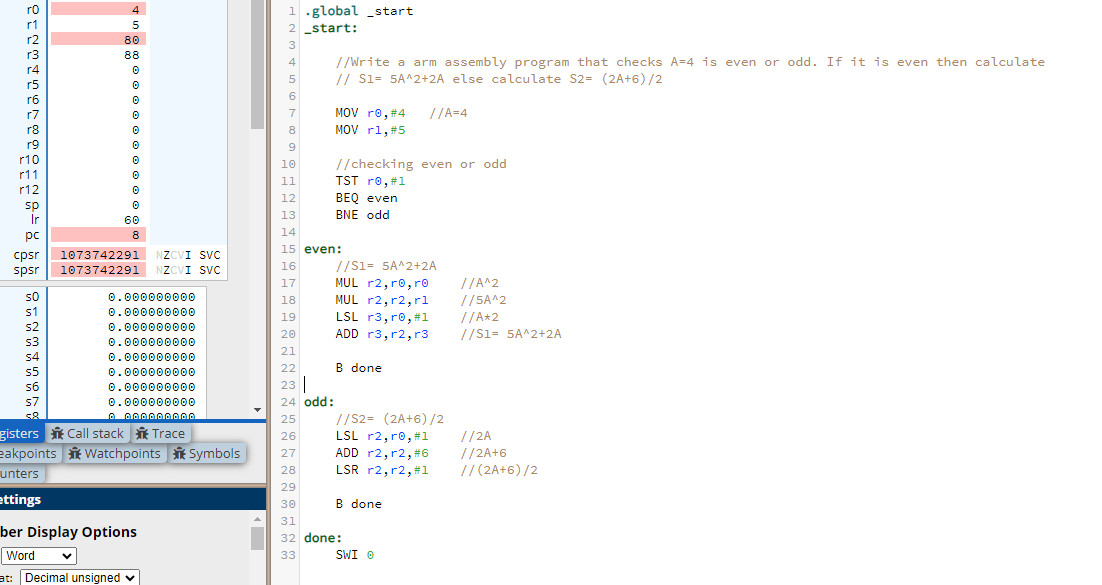 r0 4
r1 5
r2 80
r3 88
r4 0
r5 0
r6 0
r7 0
r8 0
r9 0
r10 0
r11 0
r12 0
sp 0
lr 60
pc 8
cpsr 1073742291 NZCVI SVC
spsr 1073742291 NZCVI SVC
s0 0.000000000
s1 0.000000000
s2 0.000000000
s3 0.000000000
s4 0.000000000
s5 0.000000000
s6 0.000000000
s7 0.000000000
s8 0.000000000
gisters Call stack Trace
eakpoints Watchpoints Symbols
unters
ettings
ber Display Options
Word
at: Decimal unsigned
1 .global _start
2 _start:
3
4 //Write a arm assembly program that checks A=4 is even or odd. If it is even then calculate
5 // S1= 5A^2+2A else calculate S2= (2A+6)/2
6
7 MOV r0,#4 //A=4
8 MOV r1,#5
9
10 //checking even or odd
11 TST r0,#1
12 BEQ even
13 BNE odd
14
15 even:
16 //S1= 5A^2+2A
17 MUL r2,r0,r0 //A^2
18 MUL r2,r2,r1 //5A^2
19 LSL r3,r0,#1 //A*2
20 ADD r3,r2,r3 //S1= 5A^2+2A
21
22 B done
23
24 odd:
25 //S2= (2A+6)/2
26 LSL r2,r0,#1 //2A
27 ADD r2,r2,#6 //2A+6
28 LSR r2,r2,#1 //(2A+6)/2
29
30 B done
31
32 done:
33 SWI 0